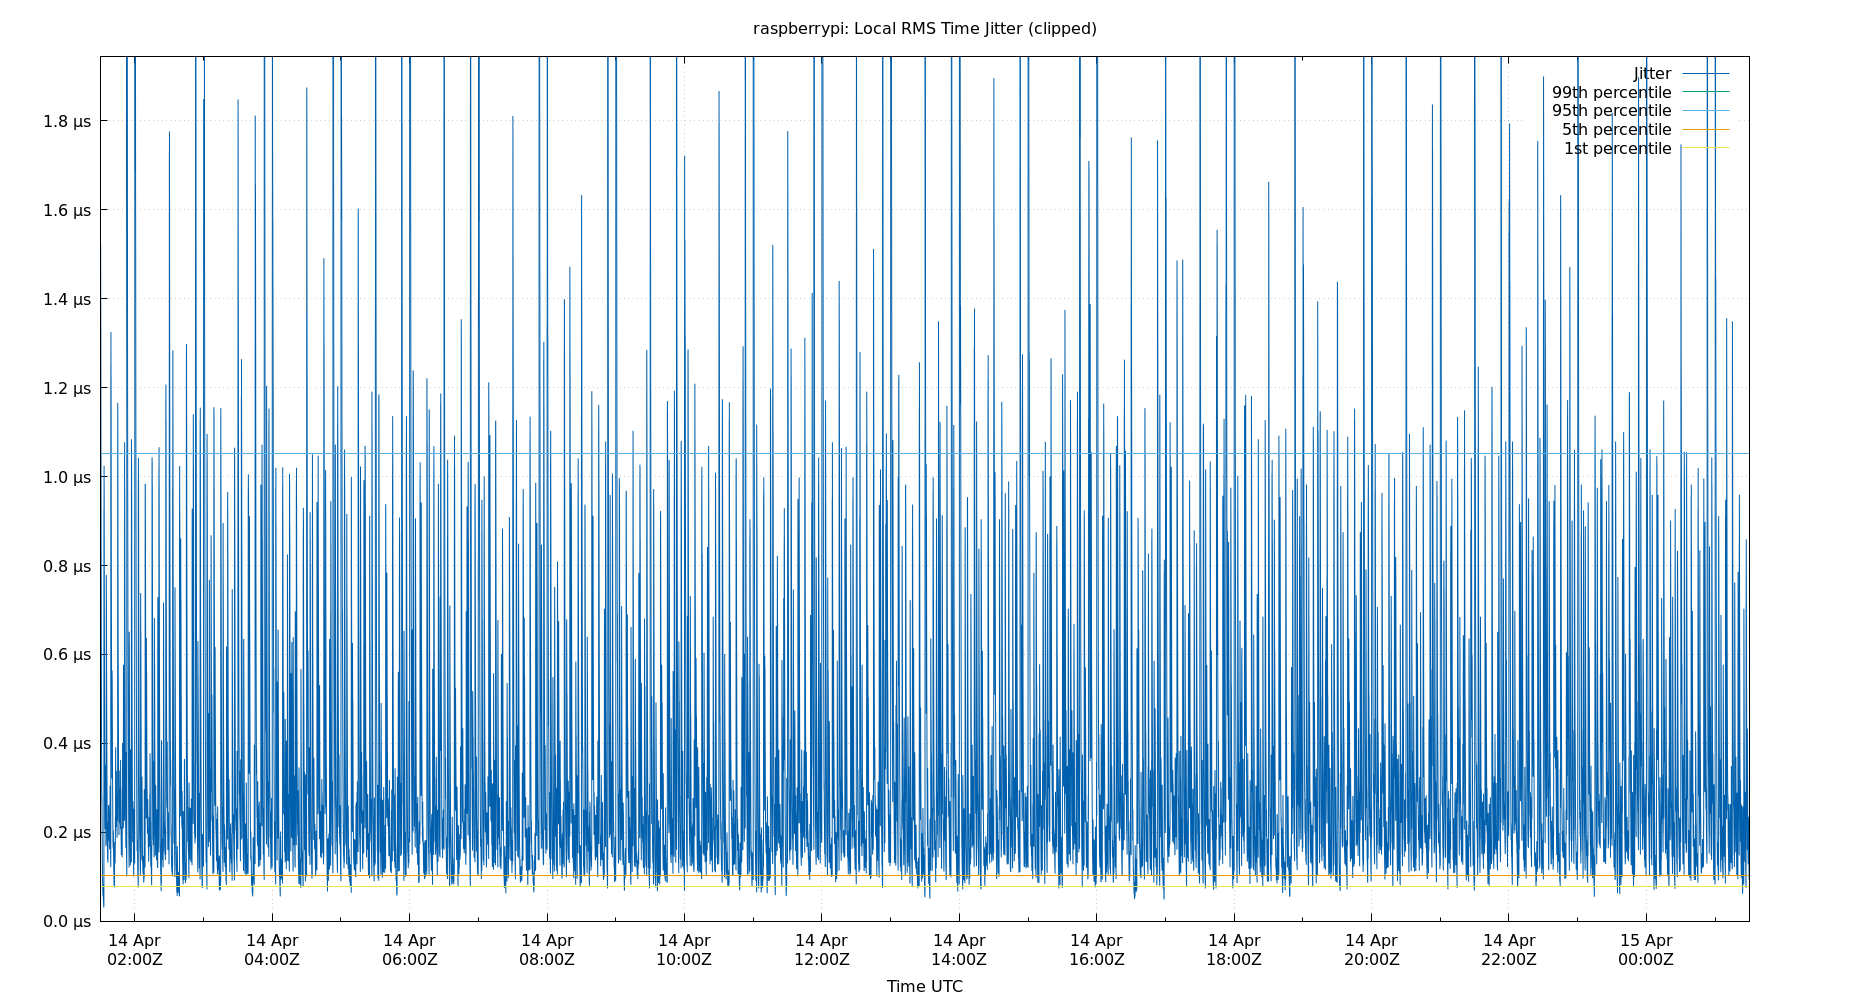 raspberrypi: Local RMS Time Jitter (clipped)
Jitter
99th percentile
95th percentile
5th percentile
1st percentile
1.8 μs
1.6 μs
1.4 μs
1.2 μs
1.0 μs
0.8 μs
0.6 μs
0.4 μs
0.2 μs
0.0 μs
14 Apr 14 Apr 14 Apr 14 Apr 14 Apr 14 Apr 14 Apr 14 Apr 14 Apr 14 Apr 14 Apr 15 Apr
02:00Z 04:00Z 06:00Z 08:00Z 10:00Z 12:00Z 14:00Z 16:00Z 18:00Z 20:00Z 22:00Z 00:00Z
Time UTC